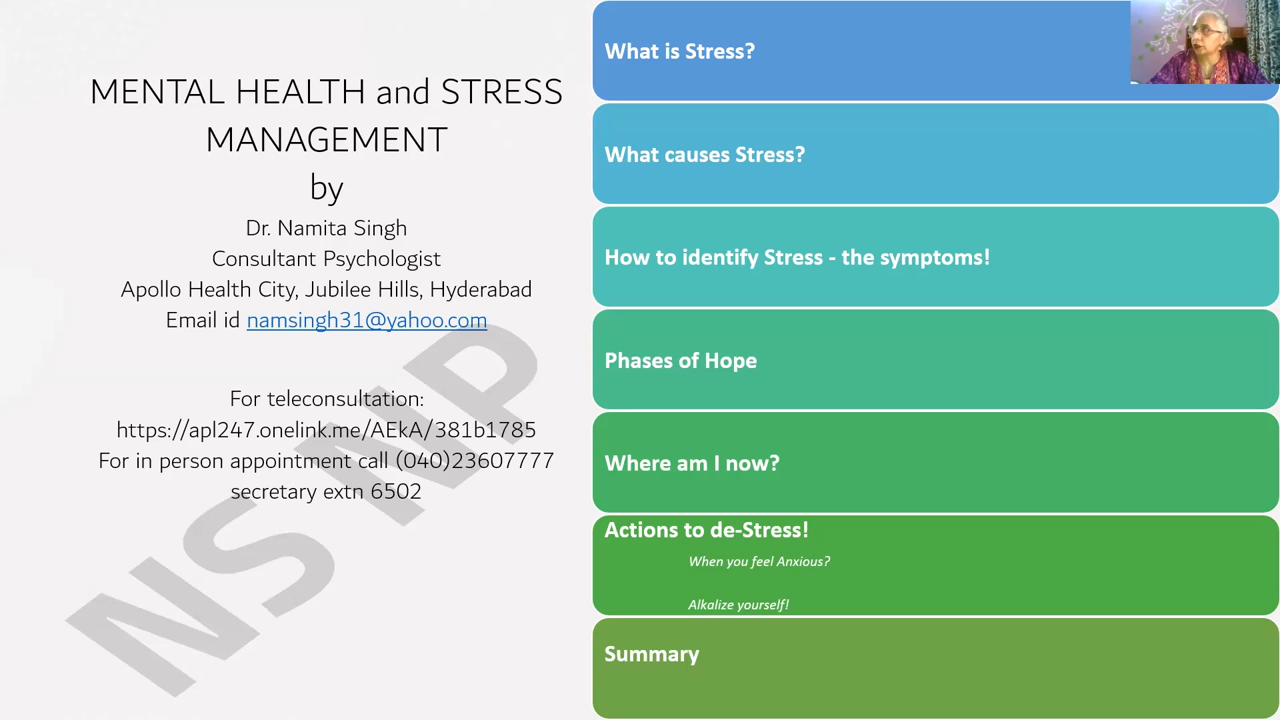 MENTAL HEALTH and STRESS
MANAGEMENT
by
Dr. Namita Singh
Consultant Psychologist
Apollo Health City, Jubilee Hills, Hyderabad
Email id namsingh31@yahoo.com
For teleconsultation:
https://apl247.onelink.me/AEkA/381b1785
For in person appointment call (040)23607777
secretary extn 6502
NS NP
What is Stress?
What causes Stress?
How to identify Stress - the symptoms!
Phases of Hope
Where am I now?
Actions to de-Stress!
When you feel Anxious?
Alkalize yourself!
Summary